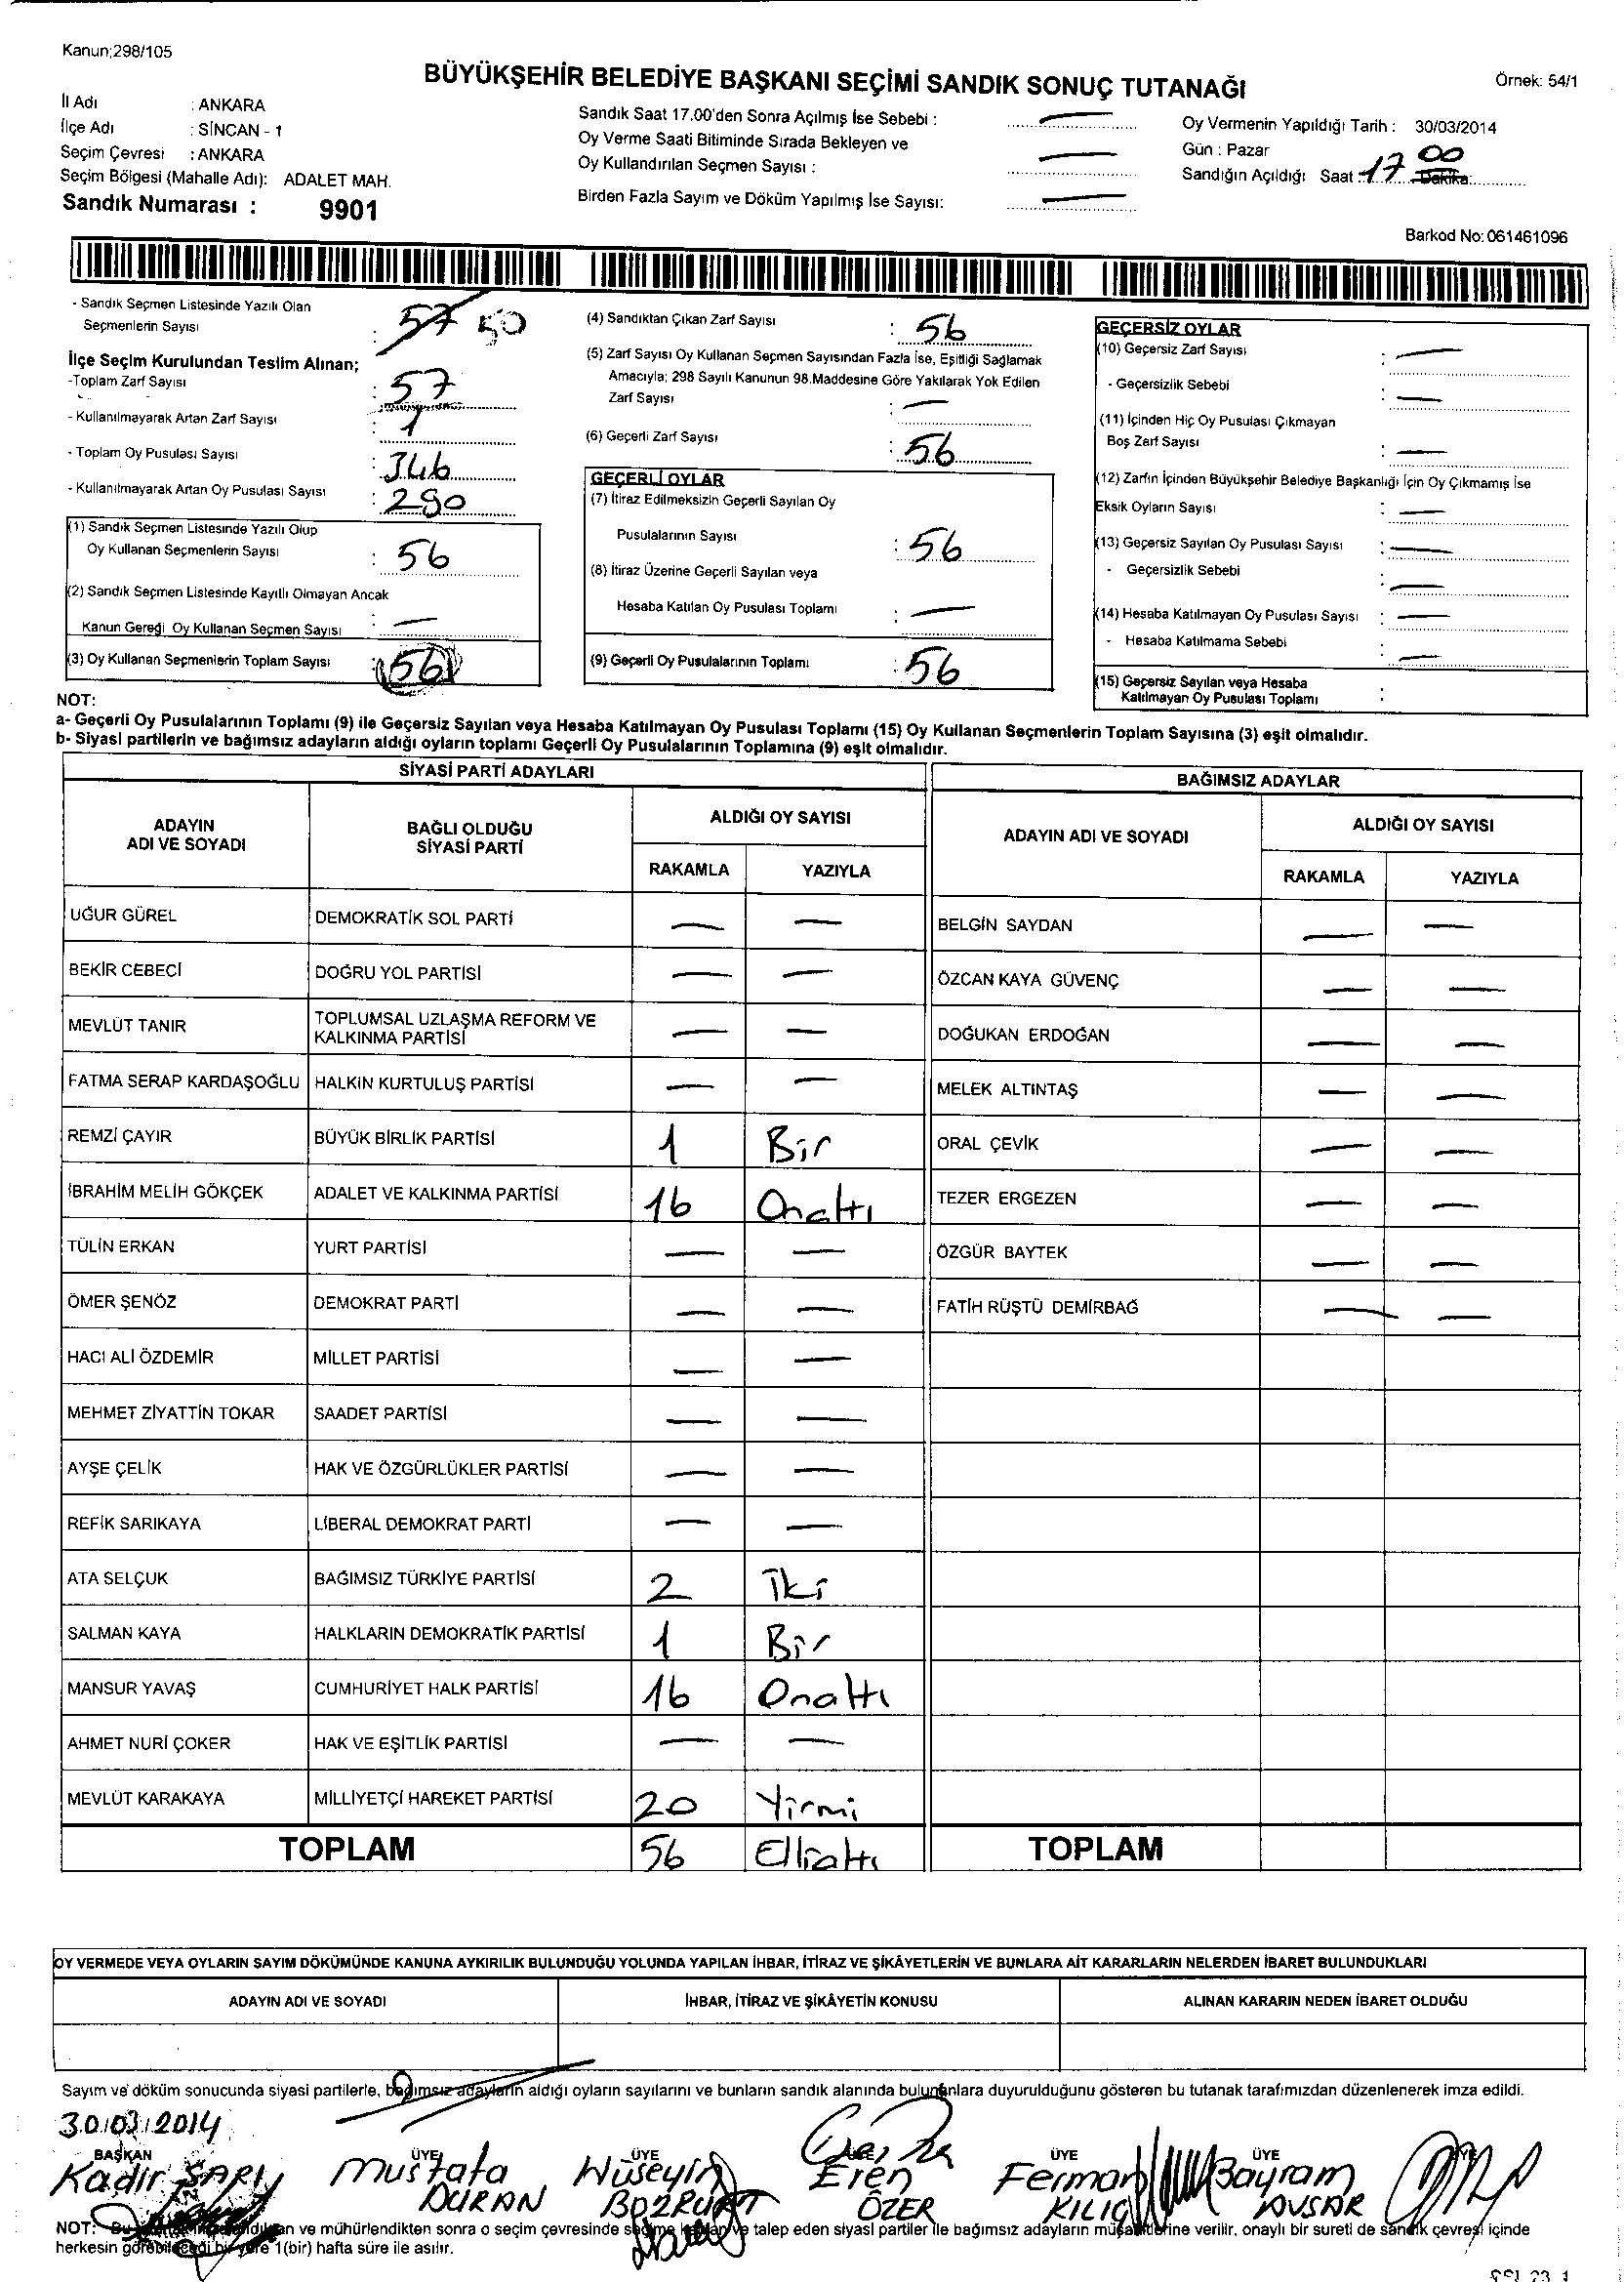 Kanun;298/105
BÜYÜKŞEHİR BELEDİYE BAŞKANI SEÇİMİ SANDIK SONUÇ TUTANAĞI
Örnek: 54/1
İl Adı : ANKARA
İlçe Adı : SİNCAN - 1
Seçim Çevresi : ANKARA
Seçim Bölgesi (Mahalle Adı): ADALET MAH.
Sandık Numarası : 9901
Sandık Saat 17.00'den Sonra Açılmış İse Sebebi : —
Oy Verme Saati Bitiminde Sırada Bekleyen ve
Oy Kullandırılan Seçmen Sayısı : —
Birden Fazla Sayım ve Döküm Yapılmış İse Sayısı: —
Oy Vermenin Yapıldığı Tarih : 30/03/2014
Gün : Pazar
Sandığın Açıldığı Saat 17 Dakika: 00
Barkod No: 061461096
- Sandık Seçmen Listesinde Yazılı Olan
Seçmenlerin Sayısı : 57 50
İlçe Seçim Kurulundan Teslim Alınan;
-Toplam Zarf Sayısı : 57
- Kullanılmayarak Artan Zarf Sayısı : 1
- Toplam Oy Pusulası Sayısı : 346
- Kullanılmayarak Artan Oy Pusulası Sayısı : 290
(1) Sandık Seçmen Listesinde Yazılı Olup
Oy Kullanan Seçmenlerin Sayısı : 56
(2) Sandık Seçmen Listesinde Kayıtlı Olmayan Ancak
Kanun Gereği Oy Kullanan Seçmen Sayısı : —
(3) Oy Kullanan Seçmenlerin Toplam Sayısı : 56
(4) Sandıktan Çıkan Zarf Sayısı : 56
(5) Zarf Sayısı Oy Kullanan Seçmen Sayısından Fazla İse, Eşitliği Sağlamak
Amacıyla; 298 Sayılı Kanunun 98.Maddesine Göre Yakılarak Yok Edilen
Zarf Sayısı : —
(6) Geçerli Zarf Sayısı : 56
GEÇERLİ OYLAR
(7) İtiraz Edilmeksizin Geçerli Sayılan Oy
Pusulalarının Sayısı : 56
(8) İtiraz Üzerine Geçerli Sayılan veya
Hesaba Katılan Oy Pusulası Toplamı : —
(9) Geçerli Oy Pusulalarının Toplamı : 56
GEÇERSİZ OYLAR
(10) Geçersiz Zarf Sayısı : —
- Geçersizlik Sebebi : —
(11) İçinden Hiç Oy Pusulası Çıkmayan
Boş Zarf Sayısı : —
(12) Zarfın İçinden Büyükşehir Belediye Başkanlığı İçin Oy Çıkmamış İse
Eksik Oyların Sayısı : —
(13) Geçersiz Sayılan Oy Pusulası Sayısı : —
- Geçersizlik Sebebi : —
(14) Hesaba Katılmayan Oy Pusulası Sayısı : —
- Hesaba Katılmama Sebebi : —
(15) Geçersiz Sayılan veya Hesaba
Katılmayan Oy Pusulası Toplamı :
NOT:
a- Geçerli Oy Pusulalarının Toplamı (9) ile Geçersiz Sayılan veya Hesaba Katılmayan Oy Pusulası Toplamı (15) Oy Kullanan Seçmenlerin Toplam Sayısına (3) eşit olmalıdır.
b- Siyasi partilerin ve bağımsız adayların aldığı oyların toplamı Geçerli Oy Pusulalarının Toplamına (9) eşit olmalıdır.
SİYASİ PARTİ ADAYLARI
ADAYIN ADI VE SOYADI
BAĞLI OLDUĞU SİYASİ PARTİ
ALDIĞI OY SAYISI
RAKAMLA YAZIYLA
UĞUR GÜREL DEMOKRATİK SOL PARTİ — —
BEKİR CEBECİ DOĞRU YOL PARTİSİ — —
MEVLÜT TANIR TOPLUMSAL UZLAŞMA REFORM VE KALKINMA PARTİSİ — —
FATMA SERAP KARDAŞOĞLU HALKIN KURTULUŞ PARTİSİ — —
REMZİ ÇAYIR BÜYÜK BİRLİK PARTİSİ 1 Bir
İBRAHİM MELİH GÖKÇEK ADALET VE KALKINMA PARTİSİ 16 Onaltı
TÜLİN ERKAN YURT PARTİSİ — —
ÖMER ŞENÖZ DEMOKRAT PARTİ — —
HACI ALİ ÖZDEMİR MİLLET PARTİSİ — —
MEHMET ZİYATTİN TOKAR SAADET PARTİSİ — —
AYŞE ÇELİK HAK VE ÖZGÜRLÜKLER PARTİSİ — —
REFİK SARIKAYA LİBERAL DEMOKRAT PARTİ — —
ATA SELÇUK BAĞIMSIZ TÜRKİYE PARTİSİ 2 İki
SALMAN KAYA HALKLARIN DEMOKRATİK PARTİSİ 1 Bir
MANSUR YAVAŞ CUMHURİYET HALK PARTİSİ 16 Onaltı
AHMET NURİ ÇOKER HAK VE EŞİTLİK PARTİSİ — —
MEVLÜT KARAKAYA MİLLİYETÇİ HAREKET PARTİSİ 20 Yirmi
TOPLAM 56 Elliatı
BAĞIMSIZ ADAYLAR
ADAYIN ADI VE SOYADI
ALDIĞI OY SAYISI
RAKAMLA YAZIYLA
BELGİN SAYDAN — —
ÖZCAN KAYA GÜVENÇ — —
DOĞUKAN ERDOĞAN — —
MELEK ALTINTAŞ — —
ORAL ÇEVİK — —
TEZER ERGEZEN — —
ÖZGÜR BAYTEK — —
FATİH RÜŞTÜ DEMİRBAĞ — —
TOPLAM
OY VERMEDE VEYA OYLARIN SAYIM DÖKÜMÜNDE KANUNA AYKIRILIK BULUNDUĞU YOLUNDA YAPILAN İHBAR, İTİRAZ VE ŞİKÂYETLERİN VE BUNLARA AİT KARARLARIN NELERDEN İBARET BULUNDUKLARI
ADAYIN ADI VE SOYADI İHBAR, İTİRAZ VE ŞİKÂYETİN KONUSU ALINAN KARARIN NEDEN İBARET OLDUĞU
Sayım ve döküm sonucunda siyasi partilerle, bağımsız adayların aldığı oyların sayılarını ve bunların sandık alanında bulunanlara duyurulduğunu gösteren bu tutanak tarafımızdan düzenlenerek imza edildi.
30/03/2014
BAŞKAN ÜYE ÜYE ÜYE ÜYE
Kadir SARI Mustafa DURAN Hüseyin BOZKURT Eren ÖZER Ferman KILIÇ Bayram AVŞAR
NOT: ve mühürlendikten sonra o seçim çevresinde seçime katılan ve talep eden siyasi partiler ile bağımsız adayların müşahitlerine verilir, onaylı bir sureti de sandık çevresi içinde
herkesin görebileceği bir yere 1(bir) hafta süre ile asılır.